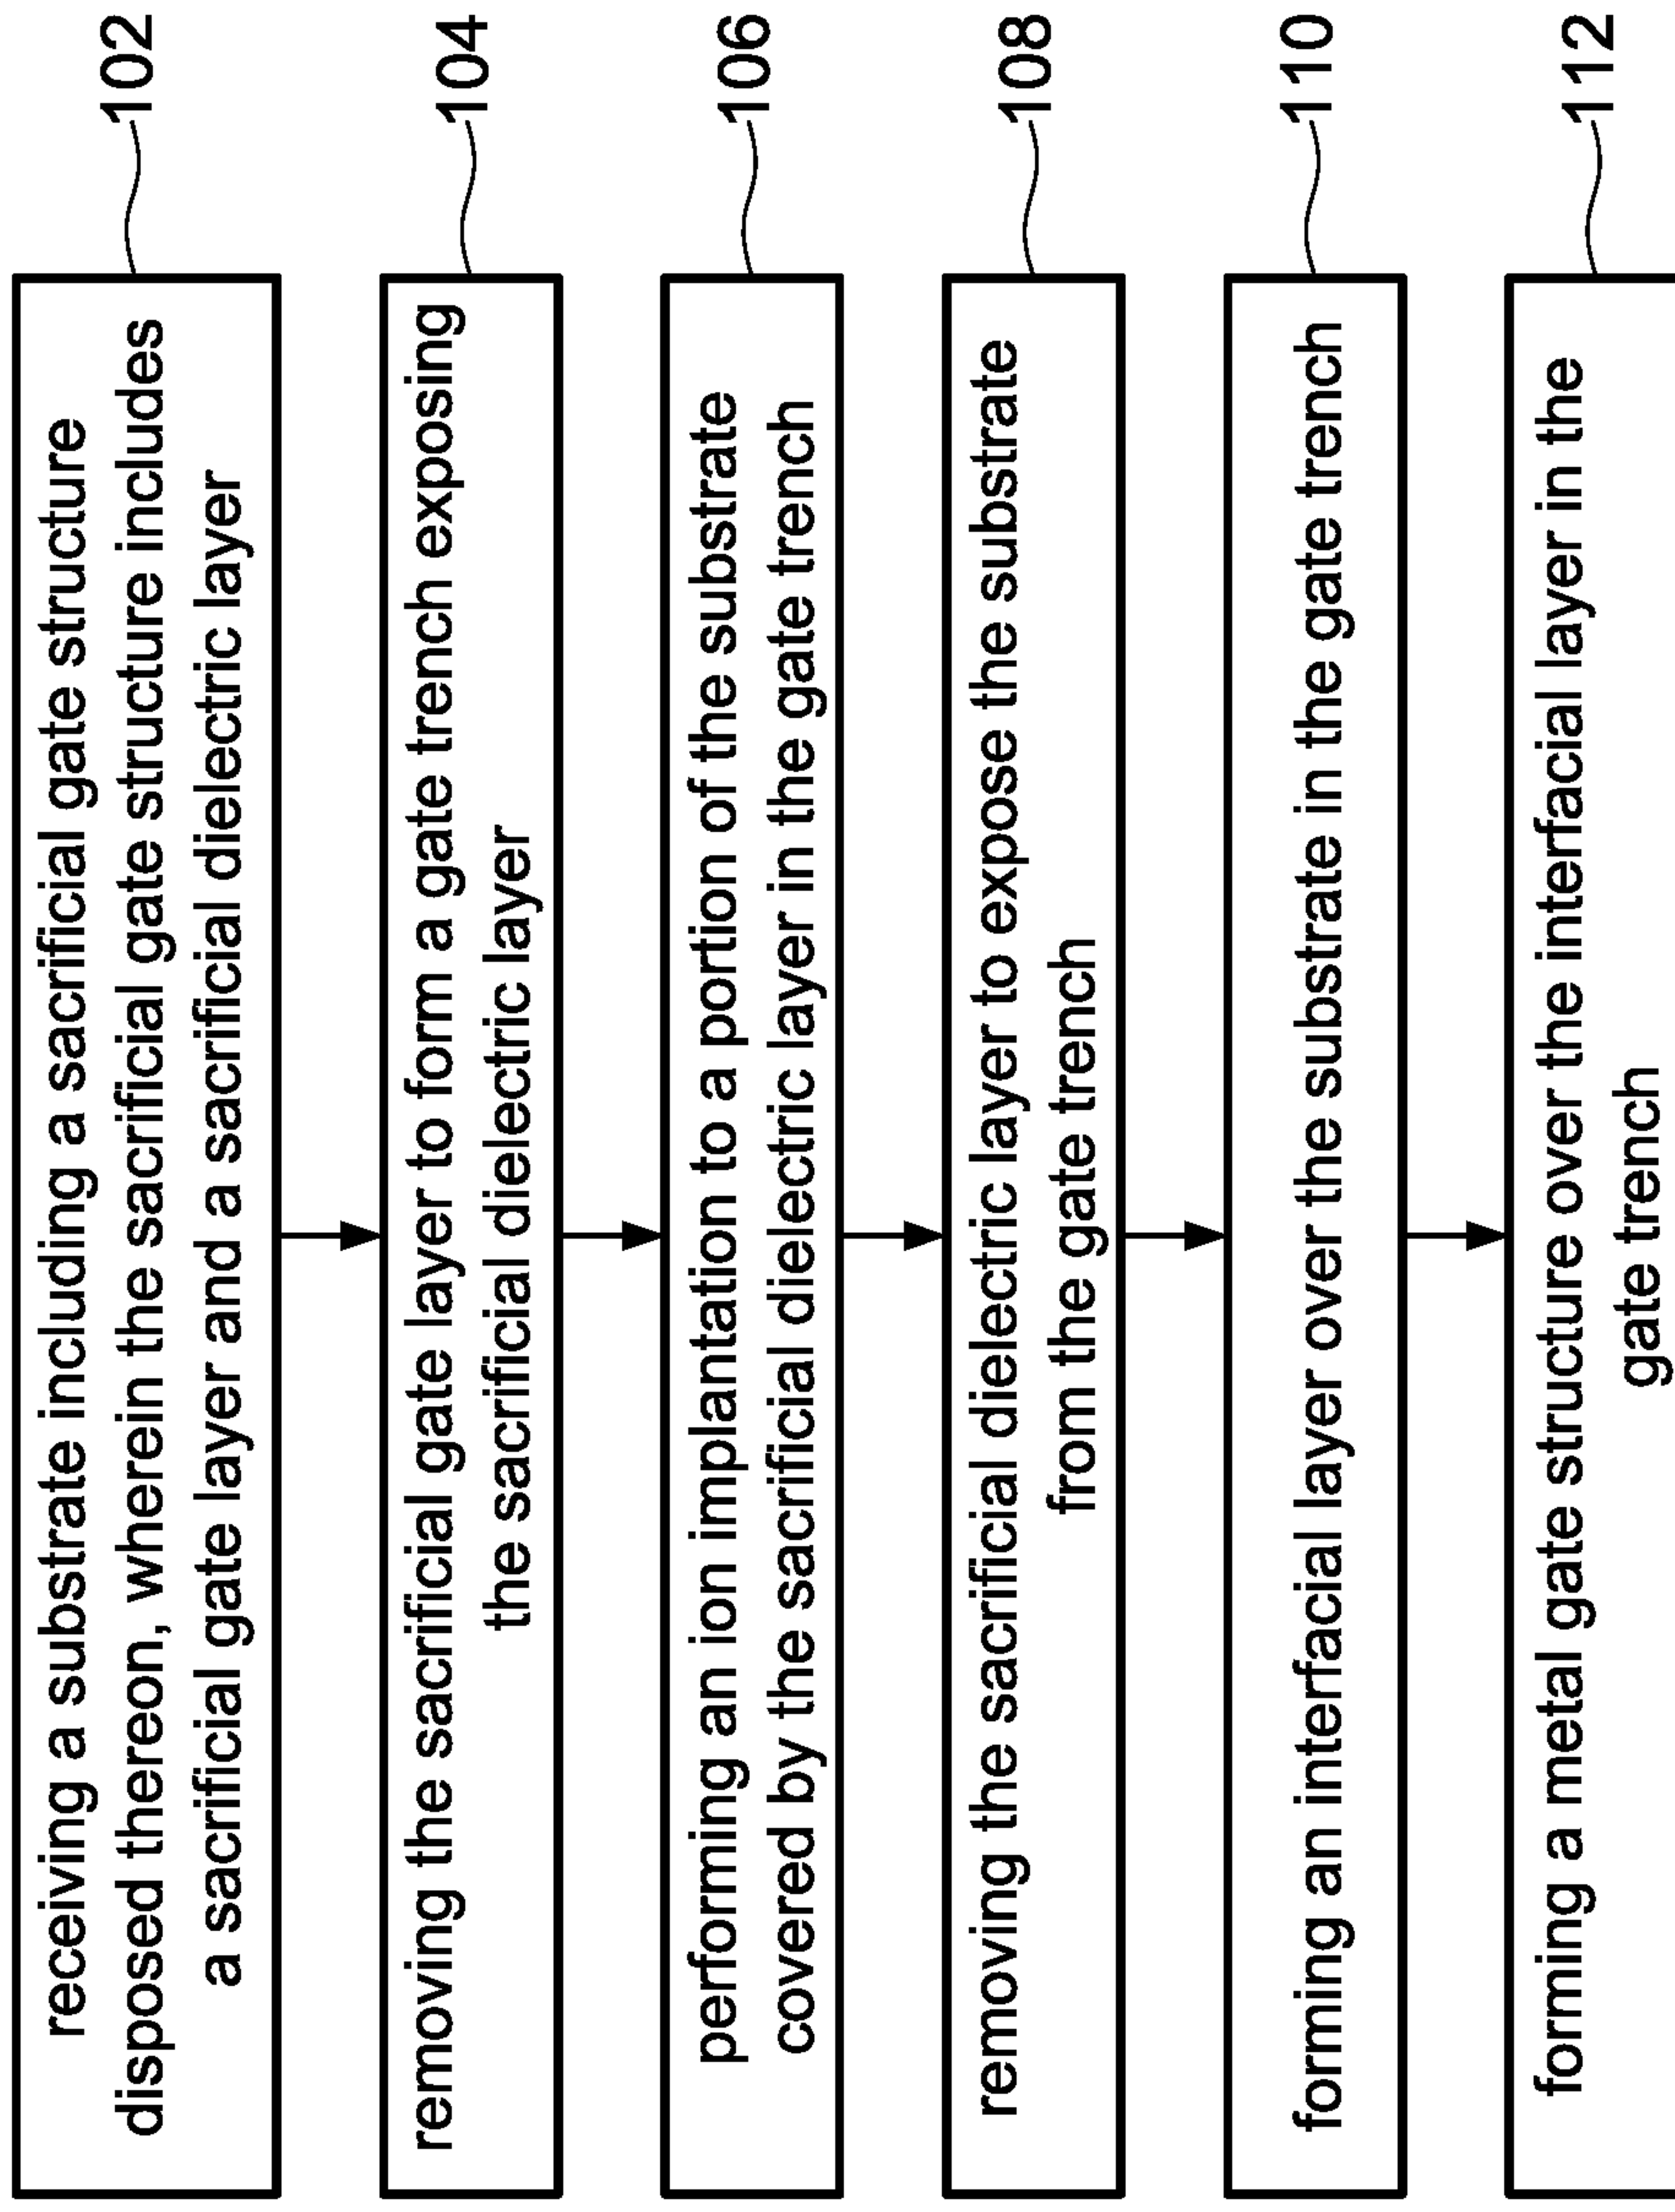 receiving a substrate including a sacrificial gate structure
disposed thereon, wherein the sacrificial gate structure includes
a sacrificial gate layer and a sacrificial dielectric layer
102
removing the sacrificial gate layer to form a gate trench exposing
the sacrificial dielectric layer
104
performing an ion implantation to a portion of the substrate
covered by the sacrificial dielectric layer in the gate trench
106
removing the sacrificial dielectric layer to expose the substrate
from the gate trench
108
forming an interfacial layer over the substrate in the gate trench
110
forming a metal gate structure over the interfacial layer in the
gate trench
112